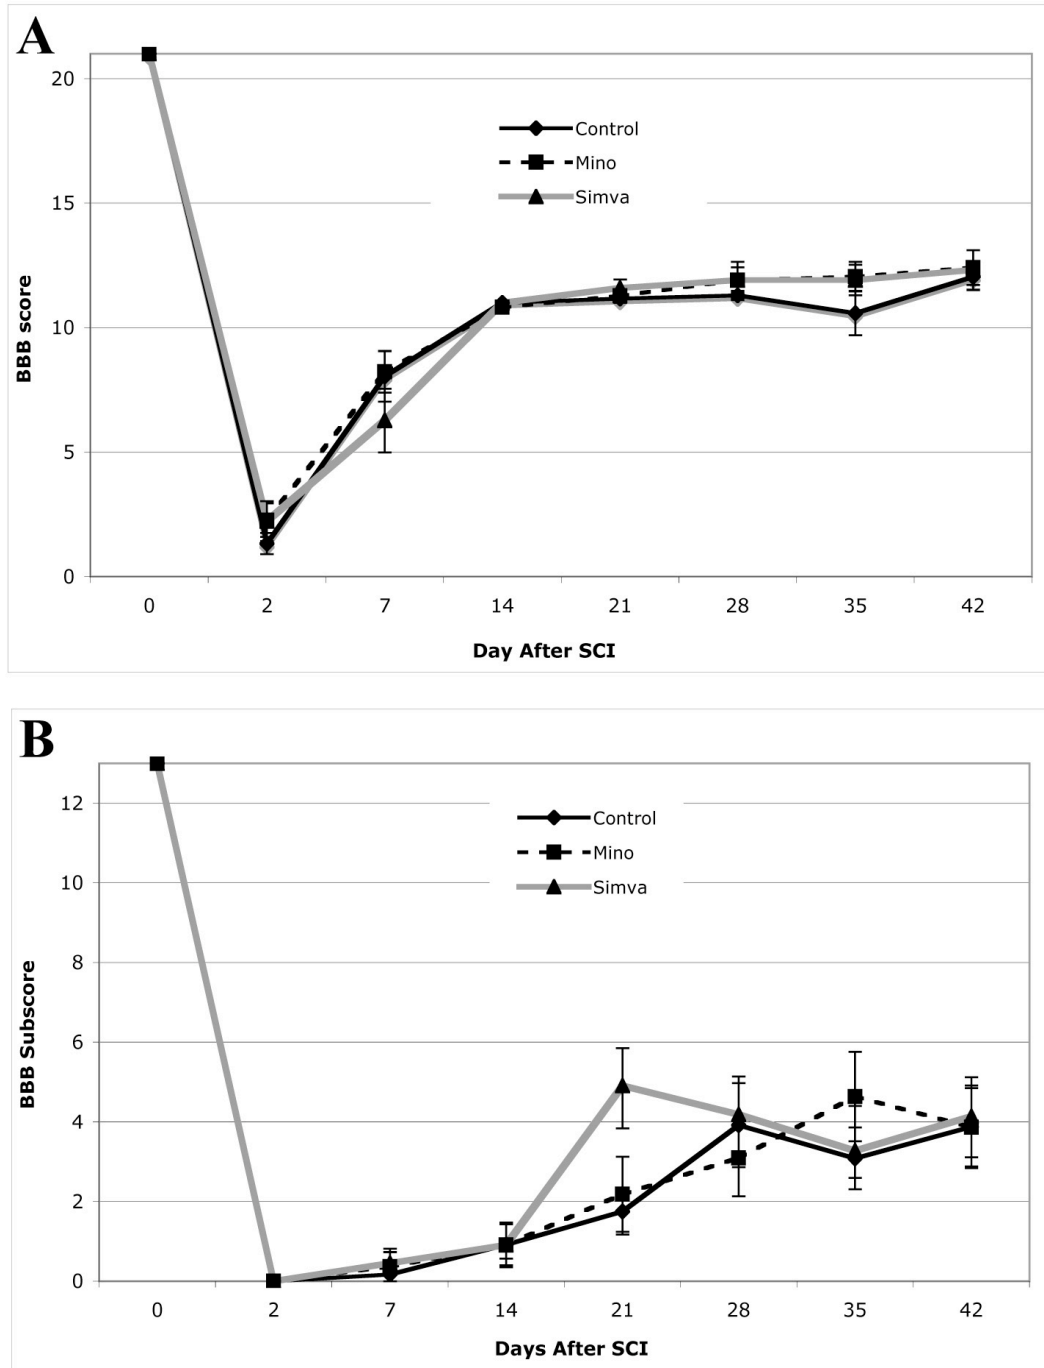 A
20
15
10
5
0
BBB score
Control
Mino
Simva
0 2 7 14 21 28 35 42
Day After SCI
B
12
10
8
6
4
2
0
BBB Subscore
Control
Mino
Simva
0 2 7 14 21 28 35 42
Days After SCI